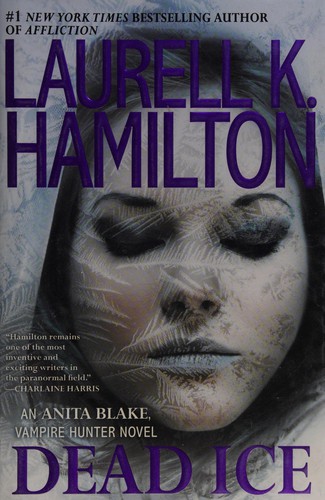 #1 NEW YORK TIMES BESTSELLING AUTHOR
OF AFFLICTION
LAURELL K.
HAMILTON
"Hamilton remains
one of the most
inventive and
exciting writers in
the paranormal field."
—CHARLAINE HARRIS
AN ANITA BLAKE,
VAMPIRE HUNTER NOVEL
DEAD ICE